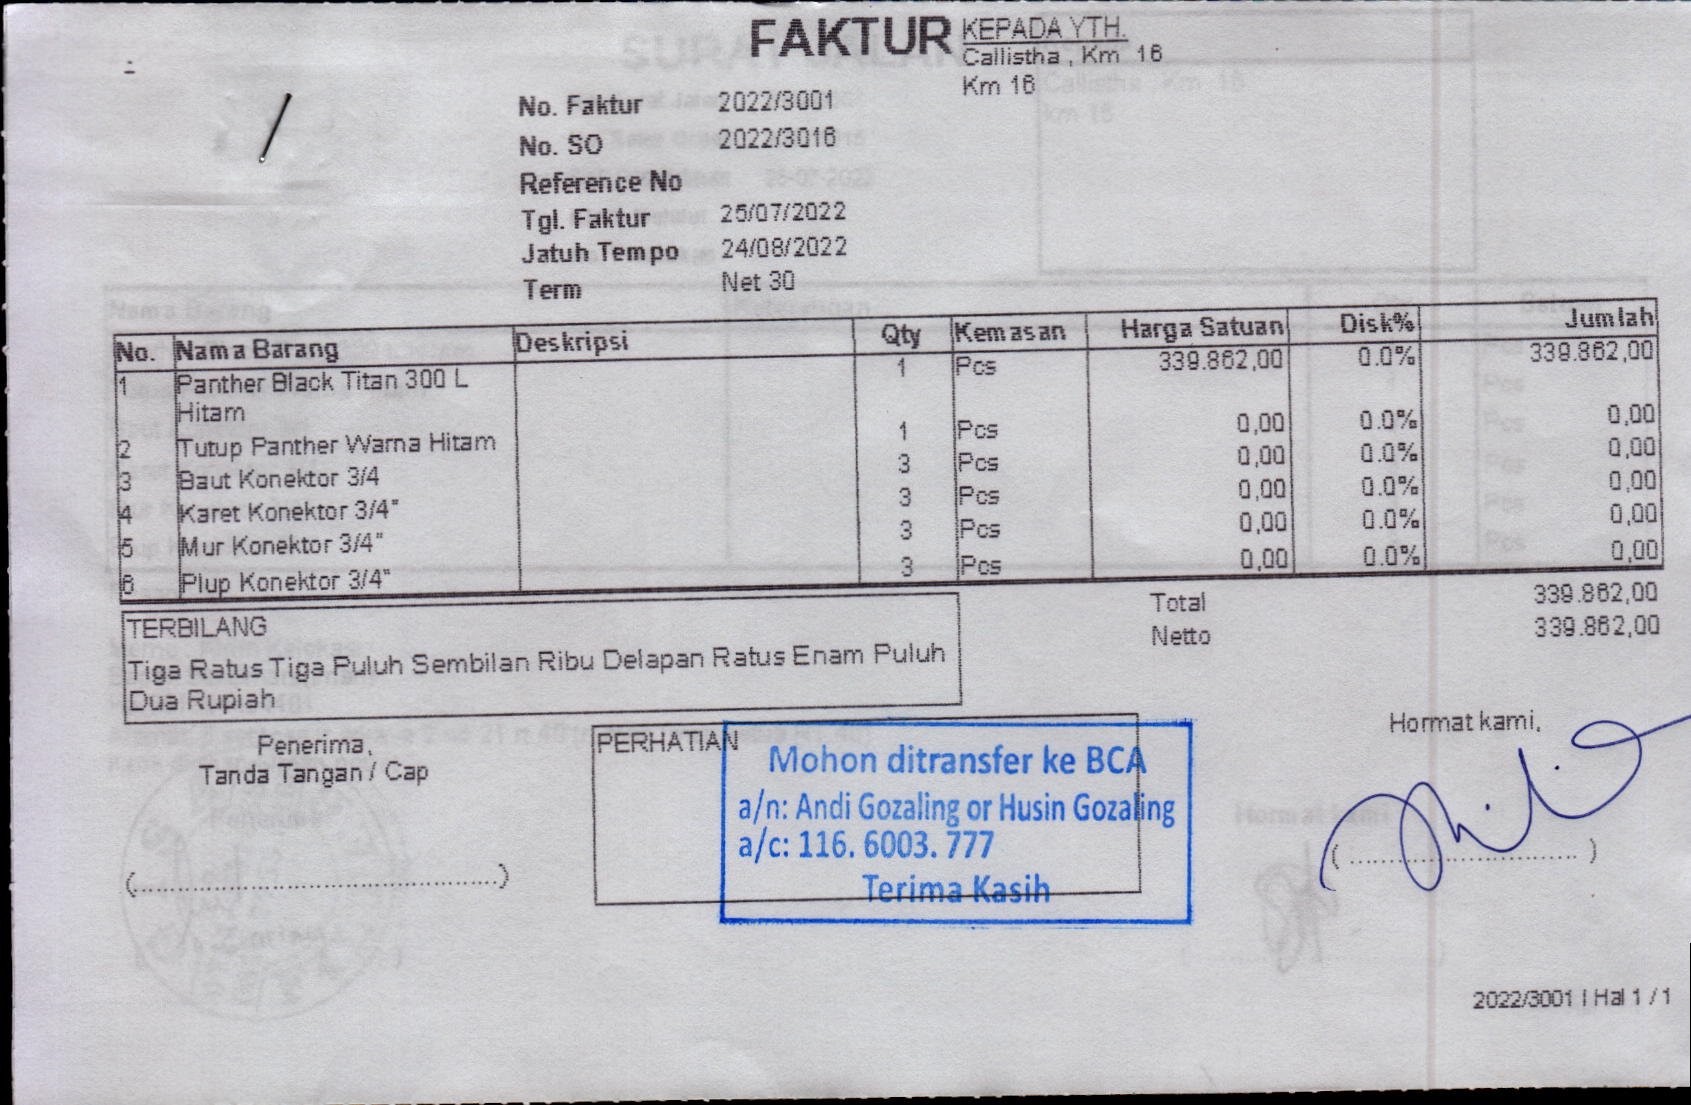 FAKTUR
KEPADA YTH.
Callistha , Km 16
Km 16
No. Faktur 2022/3001
No. SO 2022/3016
Reference No
Tgl. Faktur 25/07/2022
Jatuh Tempo 24/08/2022
Term Net 30
No. Nama Barang Deskripsi Qty Kemasan Harga Satuan Disk% Jumlah
1 Panther Black Titan 300 L 1 Pcs 339.862,00 0.0% 339.862,00
Hitam
2 Tutup Panther Warna Hitam 1 Pcs 0,00 0.0% 0,00
3 Baut Konektor 3/4 3 Pcs 0,00 0.0% 0,00
4 Karet Konektor 3/4" 3 Pcs 0,00 0.0% 0,00
5 Mur Konektor 3/4" 3 Pcs 0,00 0.0% 0,00
6 Plup Konektor 3/4" 3 Pcs 0,00 0.0% 0,00
Total 339.862,00
Netto 339.862,00
TERBILANG
Tiga Ratus Tiga Puluh Sembilan Ribu Delapan Ratus Enam Puluh
Dua Rupiah
Penerima,
Tanda Tangan / Cap
(..........................................)
PERHATIAN
Mohon ditransfer ke BCA
a/n: Andi Gozaling or Husin Gozaling
a/c: 116. 6003. 777
Terima Kasih
Hormat kami,
( ............................ )
2022/3001 | Hal 1 / 1